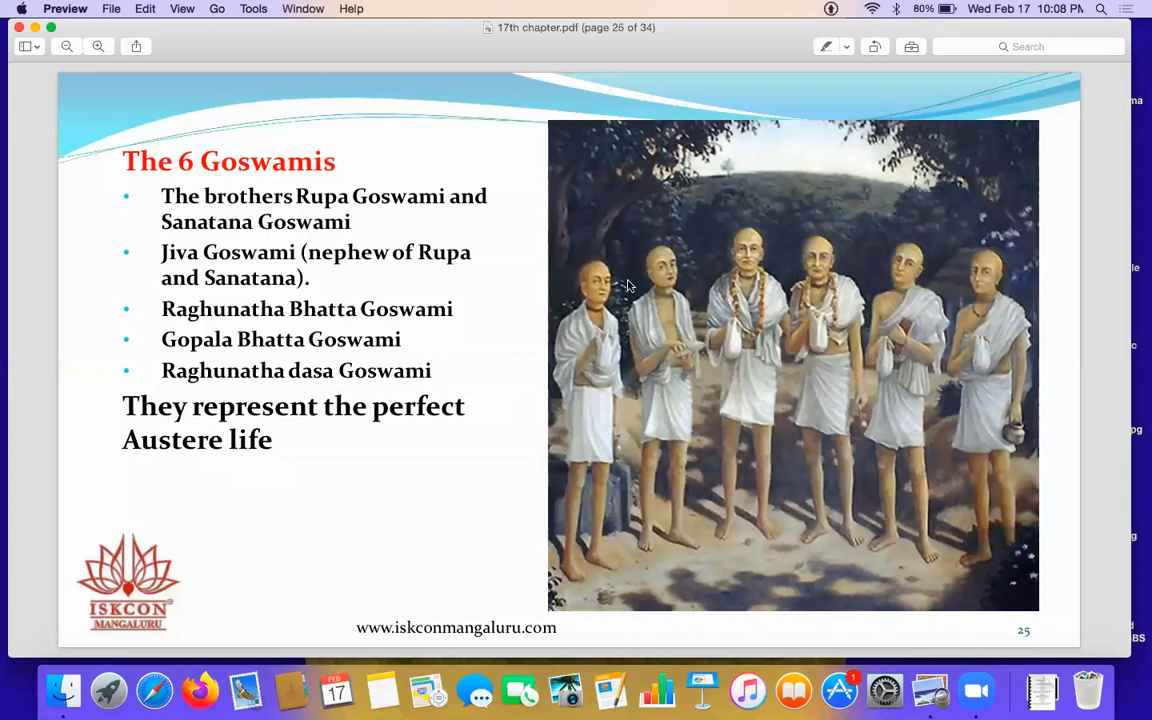 Preview File Edit View Go Tools Window Help 80% Wed Feb 17 10:08 PM
17th chapter.pdf (page 25 of 34)
Search
The 6 Goswamis
• The brothers Rupa Goswami and
Sanatana Goswami
• Jiva Goswami (nephew of Rupa
and Sanatana).
• Raghunatha Bhatta Goswami
• Gopala Bhatta Goswami
• Raghunatha dasa Goswami
They represent the perfect
Austere life
ISKCON®
MANGALURU
www.iskconmangaluru.com
25
FEB
17
1